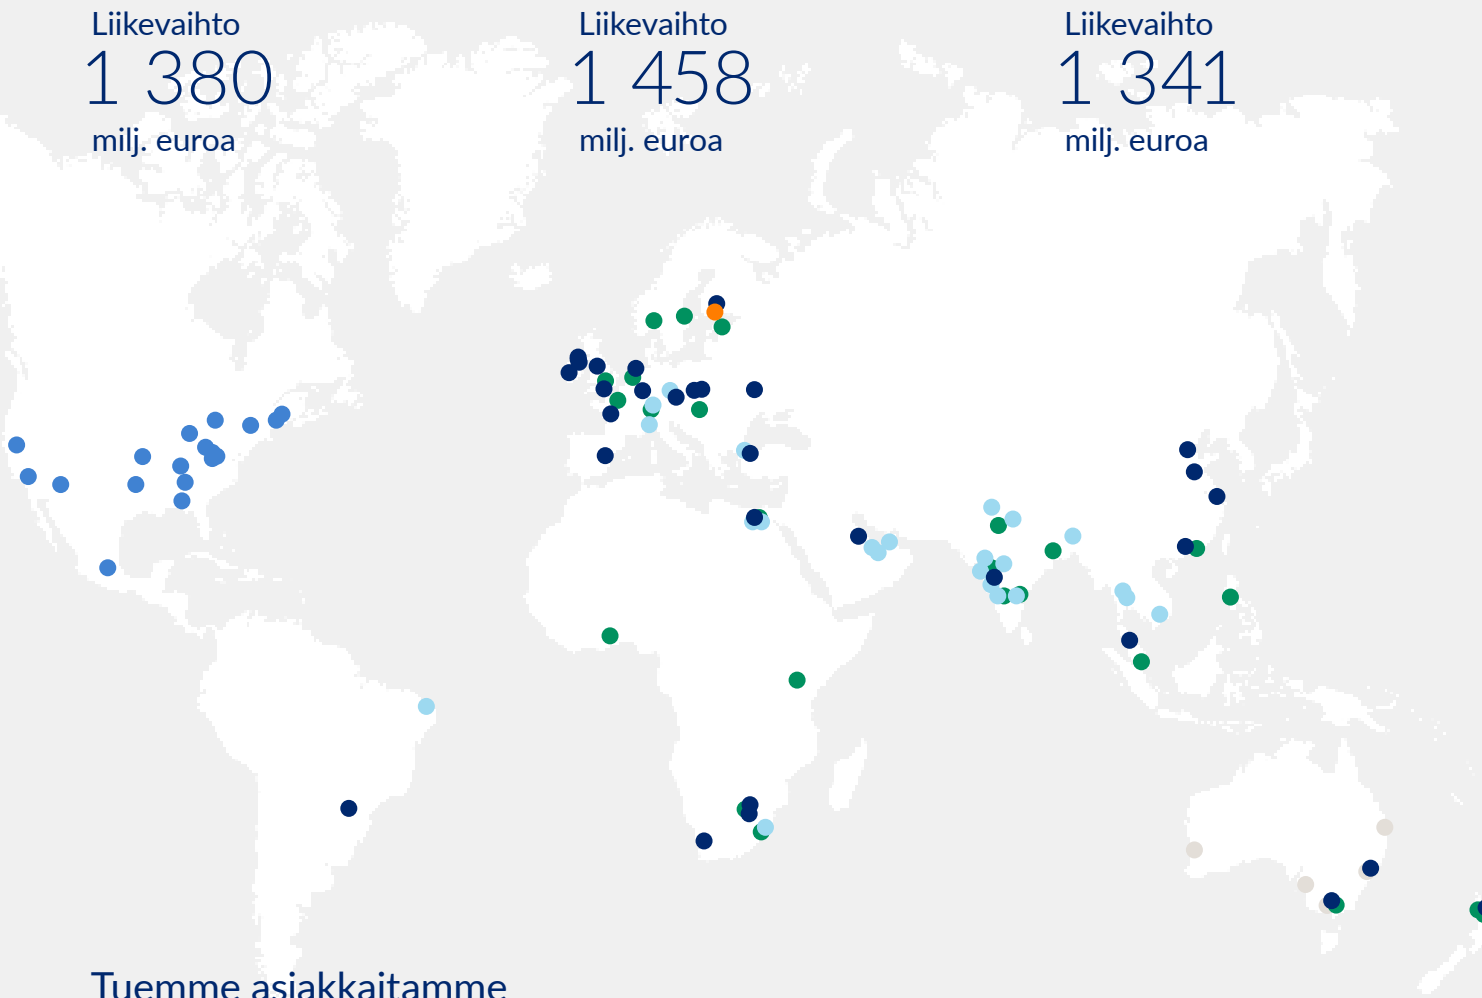 Liikevaihto
1 380
milj. euroa
Liikevaihto
1 458
milj. euroa
Liikevaihto
1 341
milj. euroa
Tuemme asiakkaitamme